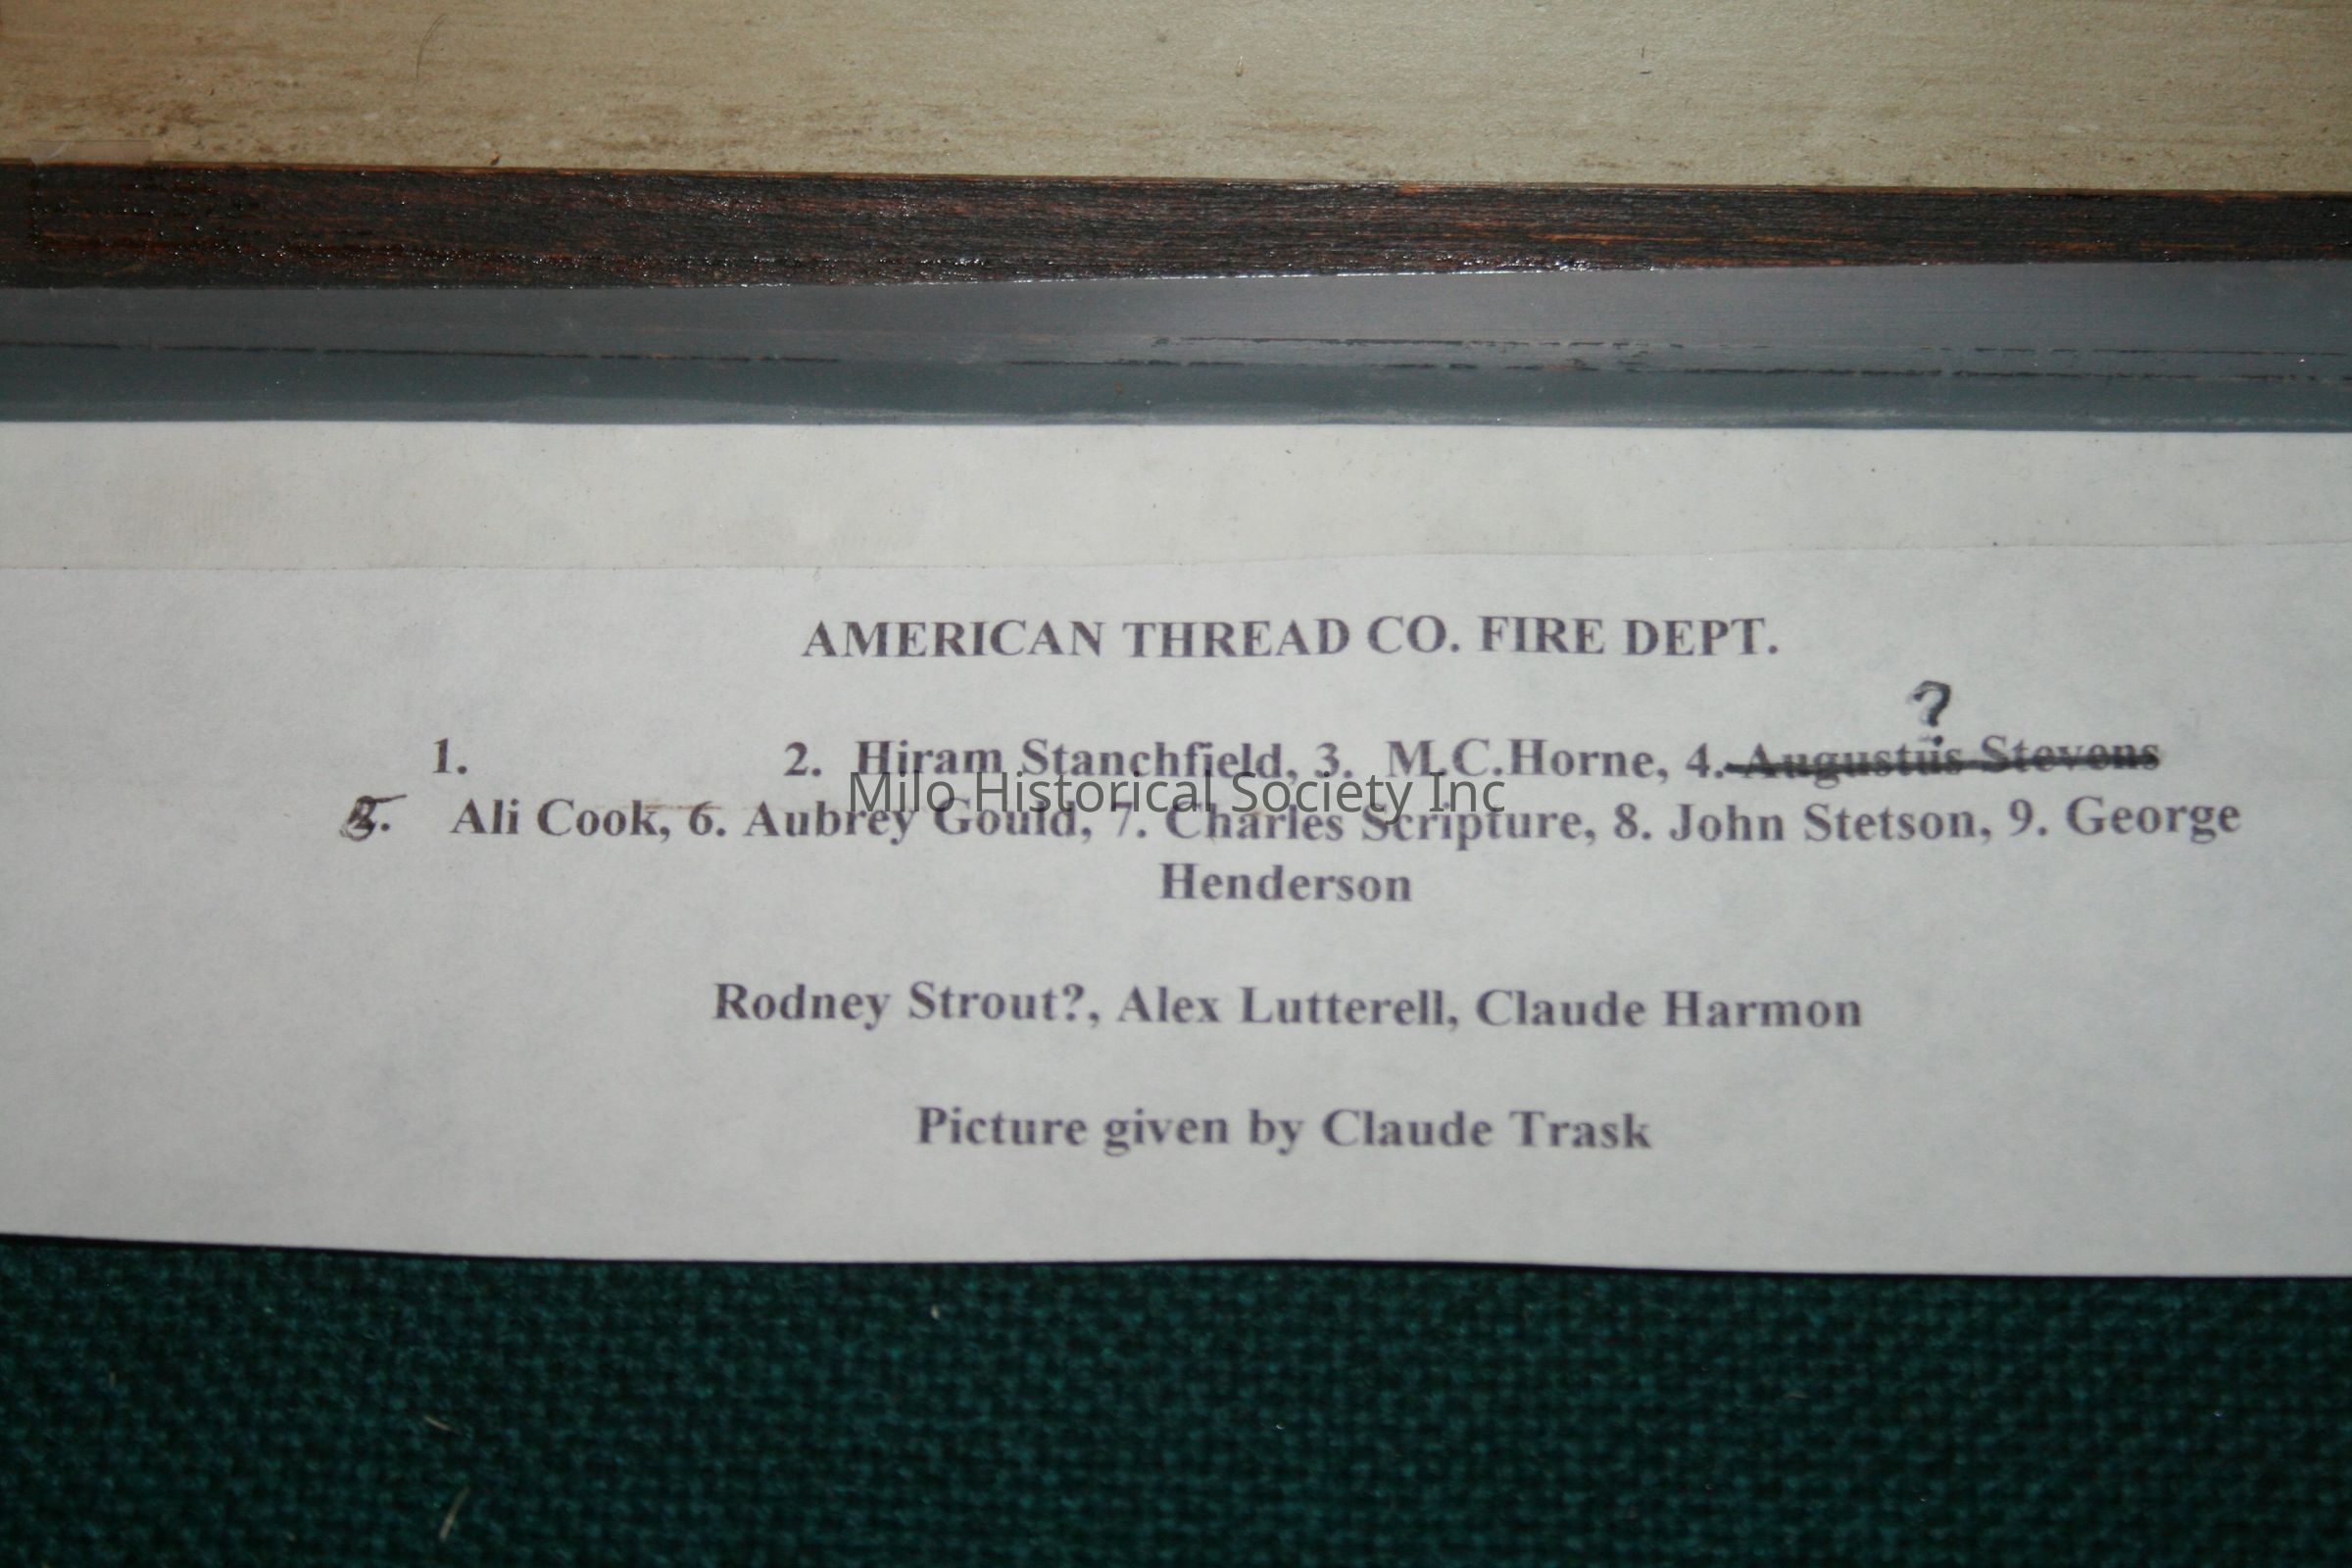 AMERICAN THREAD CO. FIRE DEPT.
?
1. 2. Hiram Stanchfield, 3. M.C.Horne, 4. Augustus Stevens
Milo Historical Society Inc
5. Ali Cook, 6. Aubrey Gould, 7. Charles Scripture, 8. John Stetson, 9. George
Henderson
Rodney Strout?, Alex Lutterell, Claude Harmon
Picture given by Claude Trask